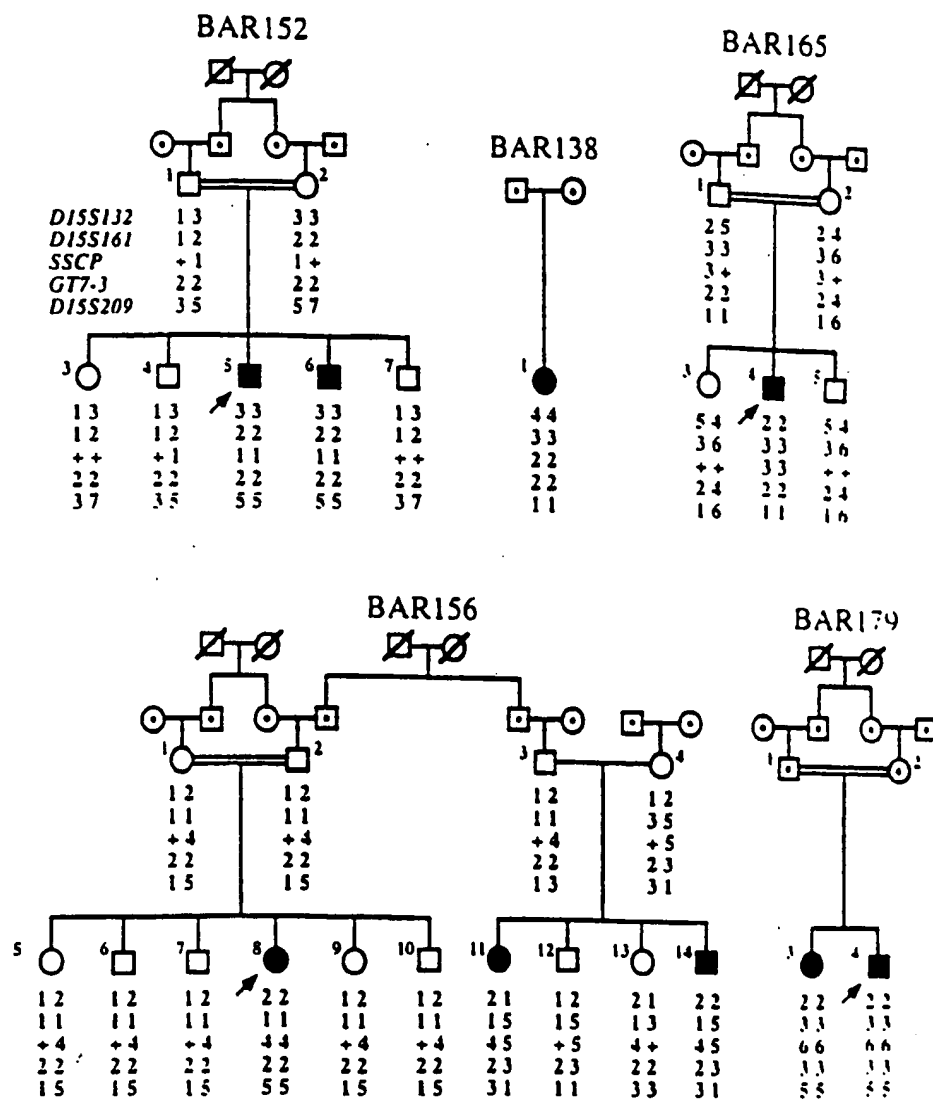 BAR152
1 2
D15S132 1 3 3 3
D15S161 1 2 2 2
SSCP + 1 1 +
GT7-3 2 2 2 2
D15S209 3 5 5 7
3 4 5 6 7
1 3 1 3 3 3 3 3 1 3
1 2 1 2 2 2 2 2 1 2
+ + + 1 1 1 1 1 + +
2 2 2 2 2 2 2 2 2 2
3 7 3 5 5 5 5 5 3 7
BAR138
1
4 4
3 3
2 2
2 2
1 1
BAR165
1 2
2 5 2 4
3 3 3 6
3 + 3 +
2 2 2 4
1 1 1 6
3 4 5
5 4 2 2 5 4
3 6 3 3 3 6
+ + 3 3 + +
2 4 2 2 2 4
1 6 1 1 1 6
BAR156
1 2 3 4
1 2 1 2 1 2 1 2
1 1 1 1 1 1 3 5
+ 4 + 4 + 4 + 5
2 2 2 2 2 2 2 3
1 5 1 5 1 3 3 1
5 6 7 8 9 10 11 12 13 14
1 2 1 2 1 2 2 2 1 2 1 2 2 1 1 2 2 1 2 2
1 1 1 1 1 1 1 1 1 1 1 1 1 5 1 5 1 3 1 5
+ 4 + 4 + 4 4 4 + 4 + 4 4 5 + 5 4 + 4 5
2 2 2 2 2 2 2 2 2 2 2 2 2 3 2 3 2 2 2 3
1 5 1 5 1 5 5 5 1 5 1 5 3 1 1 1 3 3 3 1
BAR179
1 2
3 4
2 2 2 2
3 3 3 3
6 6 6 6
3 3 3 3
5 5 5 5